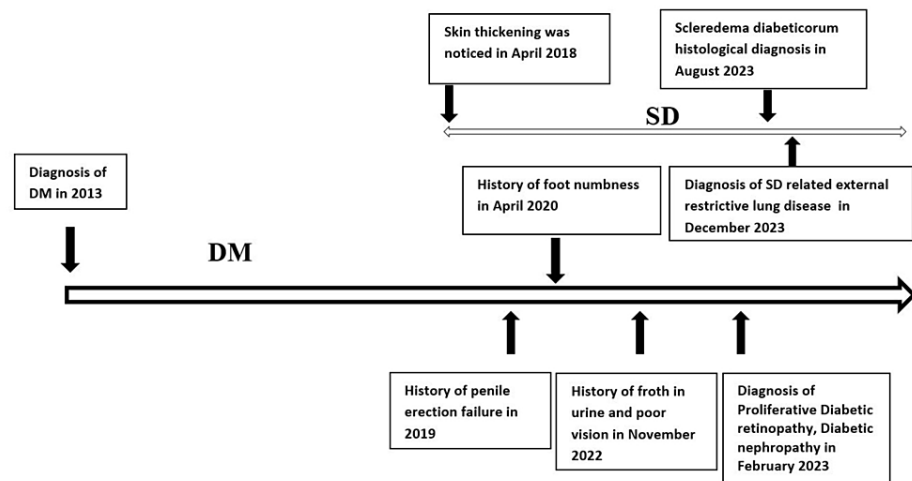 Skin thickening was
noticed in April 2018
Scleredema diabeticorum
histological diagnosis in
August 2023
SD
Diagnosis of
DM in 2013
History of foot numbness
in April 2020
Diagnosis of SD related external
restrictive lung disease in
December 2023
DM
History of penile
erection failure in
2019
History of froth in
urine and poor
vision in November
2022
Diagnosis of
Proliferative Diabetic
retinopathy, Diabetic
nephropathy in
February 2023